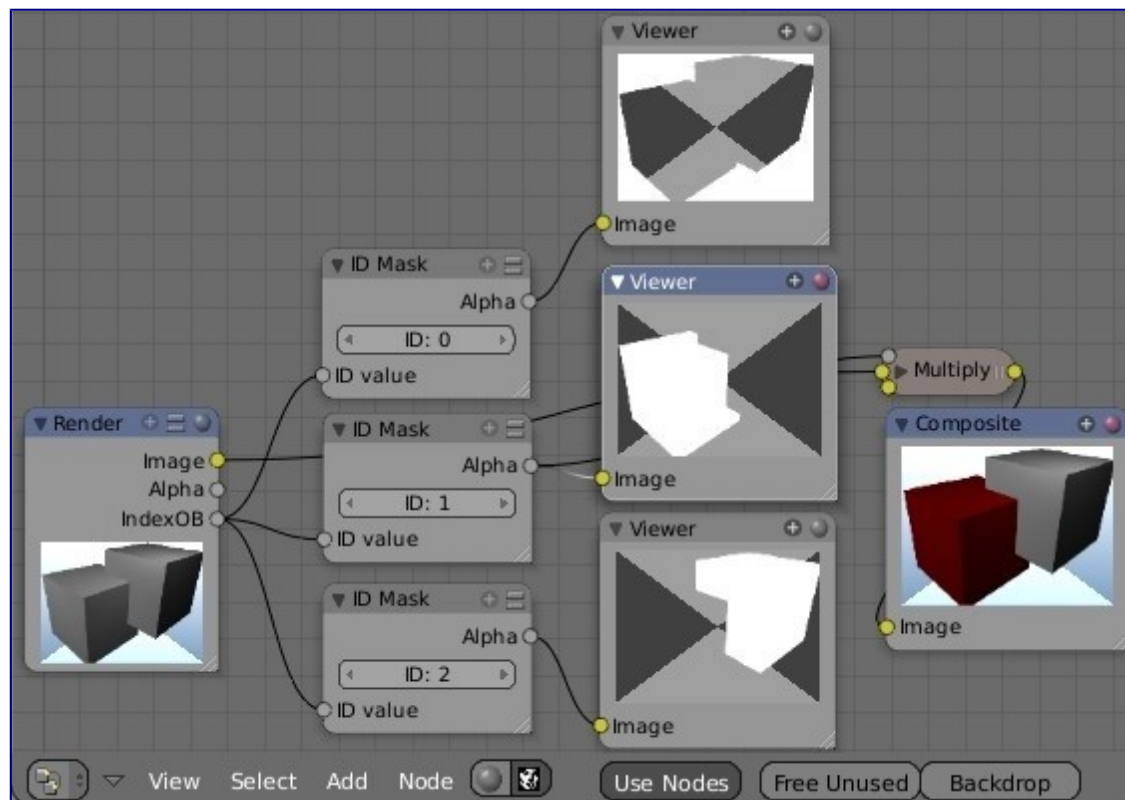 Viewer
Image
ID Mask
Alpha
ID: 0
ID value
Viewer
Image
Multiply
Render
Image
Alpha
IndexOB
ID Mask
Alpha
ID: 1
ID value
Composite
Image
ID Mask
Alpha
ID: 2
ID value
Viewer
Image
View Select Add Node Use Nodes Free Unused Backdrop